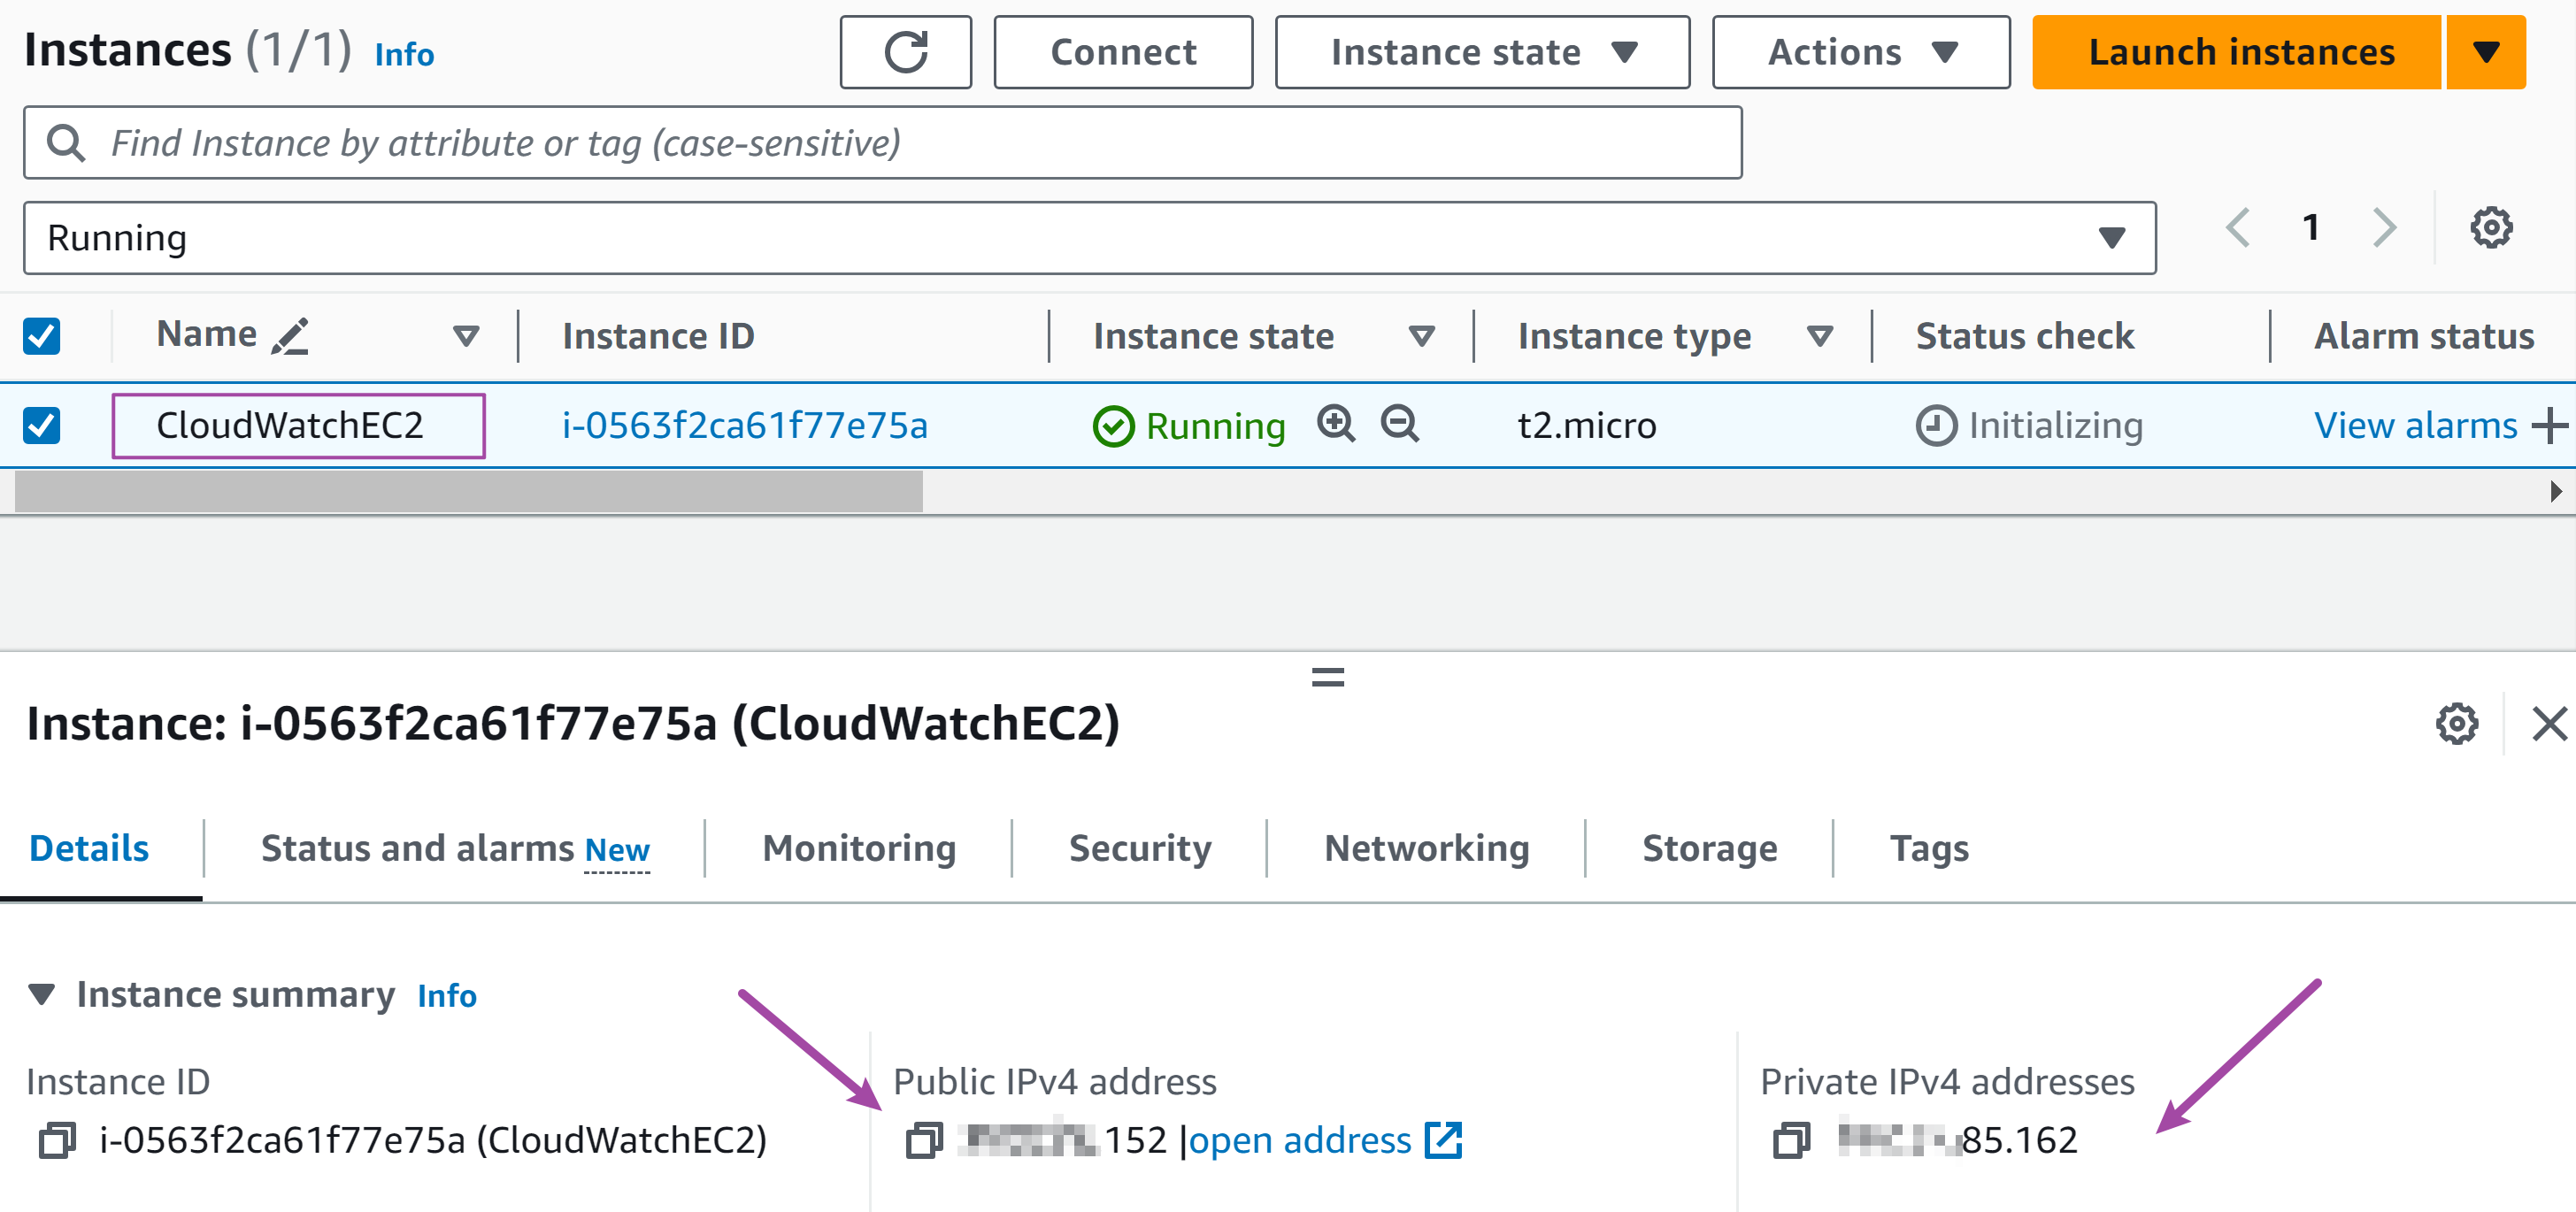 Instances (1/1) Info
Connect
Instance state
Actions
Launch instances
Find Instance by attribute or tag (case-sensitive)
Running
1
Name
Instance ID
Instance state
Instance type
Status check
Alarm status
CloudWatchEC2
i-0563f2ca61f77e75a
Running
t2.micro
Initializing
View alarms
Instance: i-0563f2ca61f77e75a (CloudWatchEC2)
Details
Status and alarms New
Monitoring
Security
Networking
Storage
Tags
Instance summary Info
Instance ID
i-0563f2ca61f77e75a (CloudWatchEC2)
Public IPv4 address
152 |open address
Private IPv4 addresses
85.162